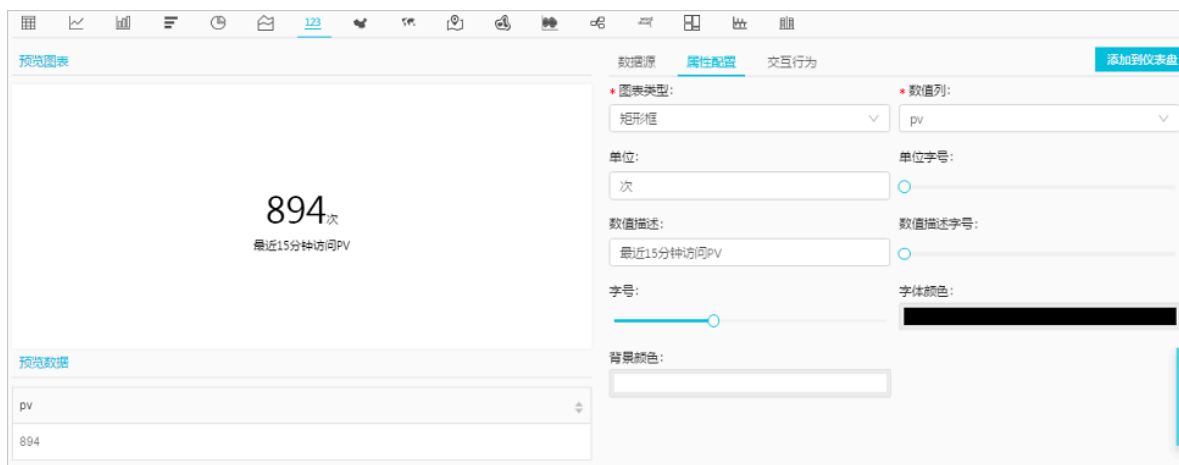 123
预览图表
894次
最近15分钟访问PV
预览数据
pv
894
数据源 属性配置 交互行为 添加到仪表盘
* 图表类型: * 数值列:
矩形框 pv
单位: 单位字号:
次
数值描述: 数值描述字号:
最近15分钟访问PV
字号: 字体颜色:
背景颜色: